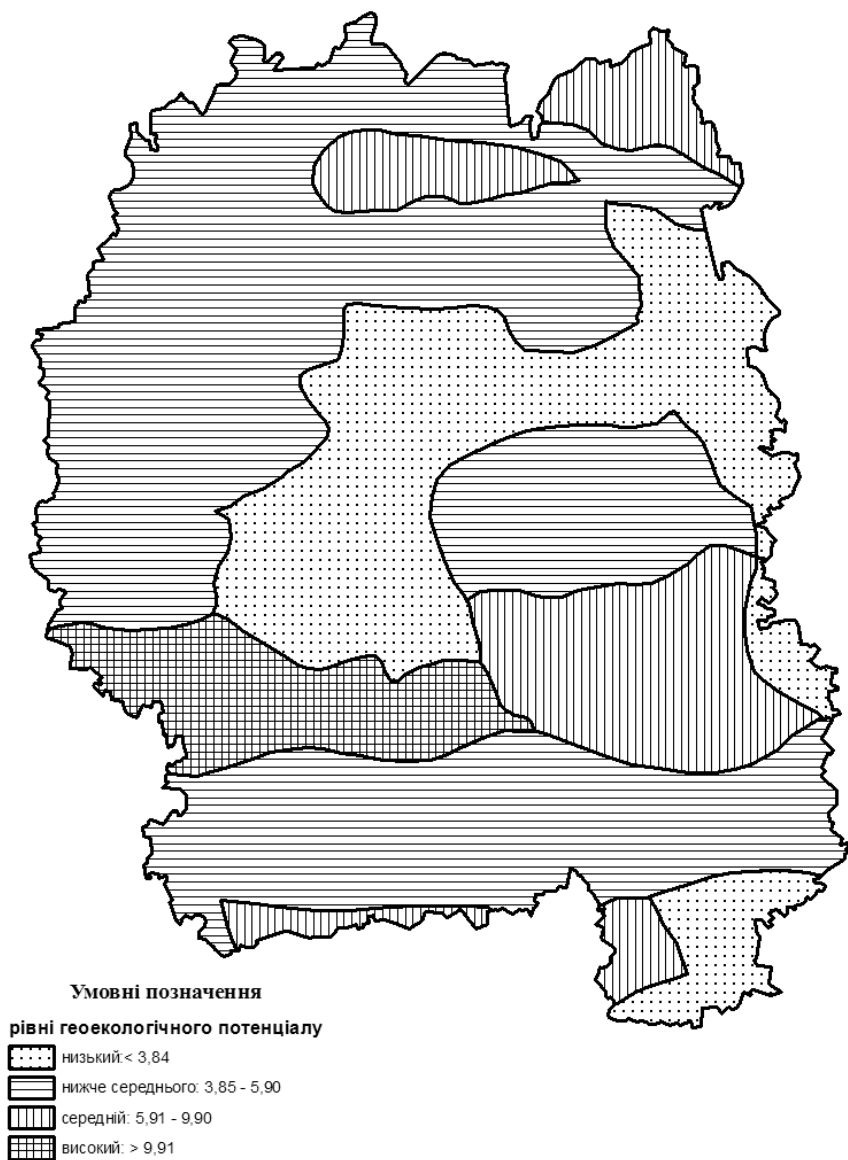 Умовні позначення
рівні геоекологічного потенціалу
низький:< 3,84
нижче середнього: 3,85 - 5,90
середній: 5,91 - 9,90
високий: > 9,91